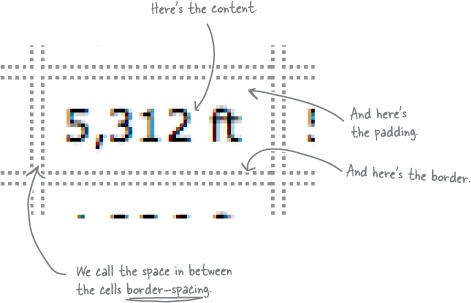 Here's the content.
5,312 ft
And here's
the padding.
And here's the border.
We call the space in between
the cells border-spacing.